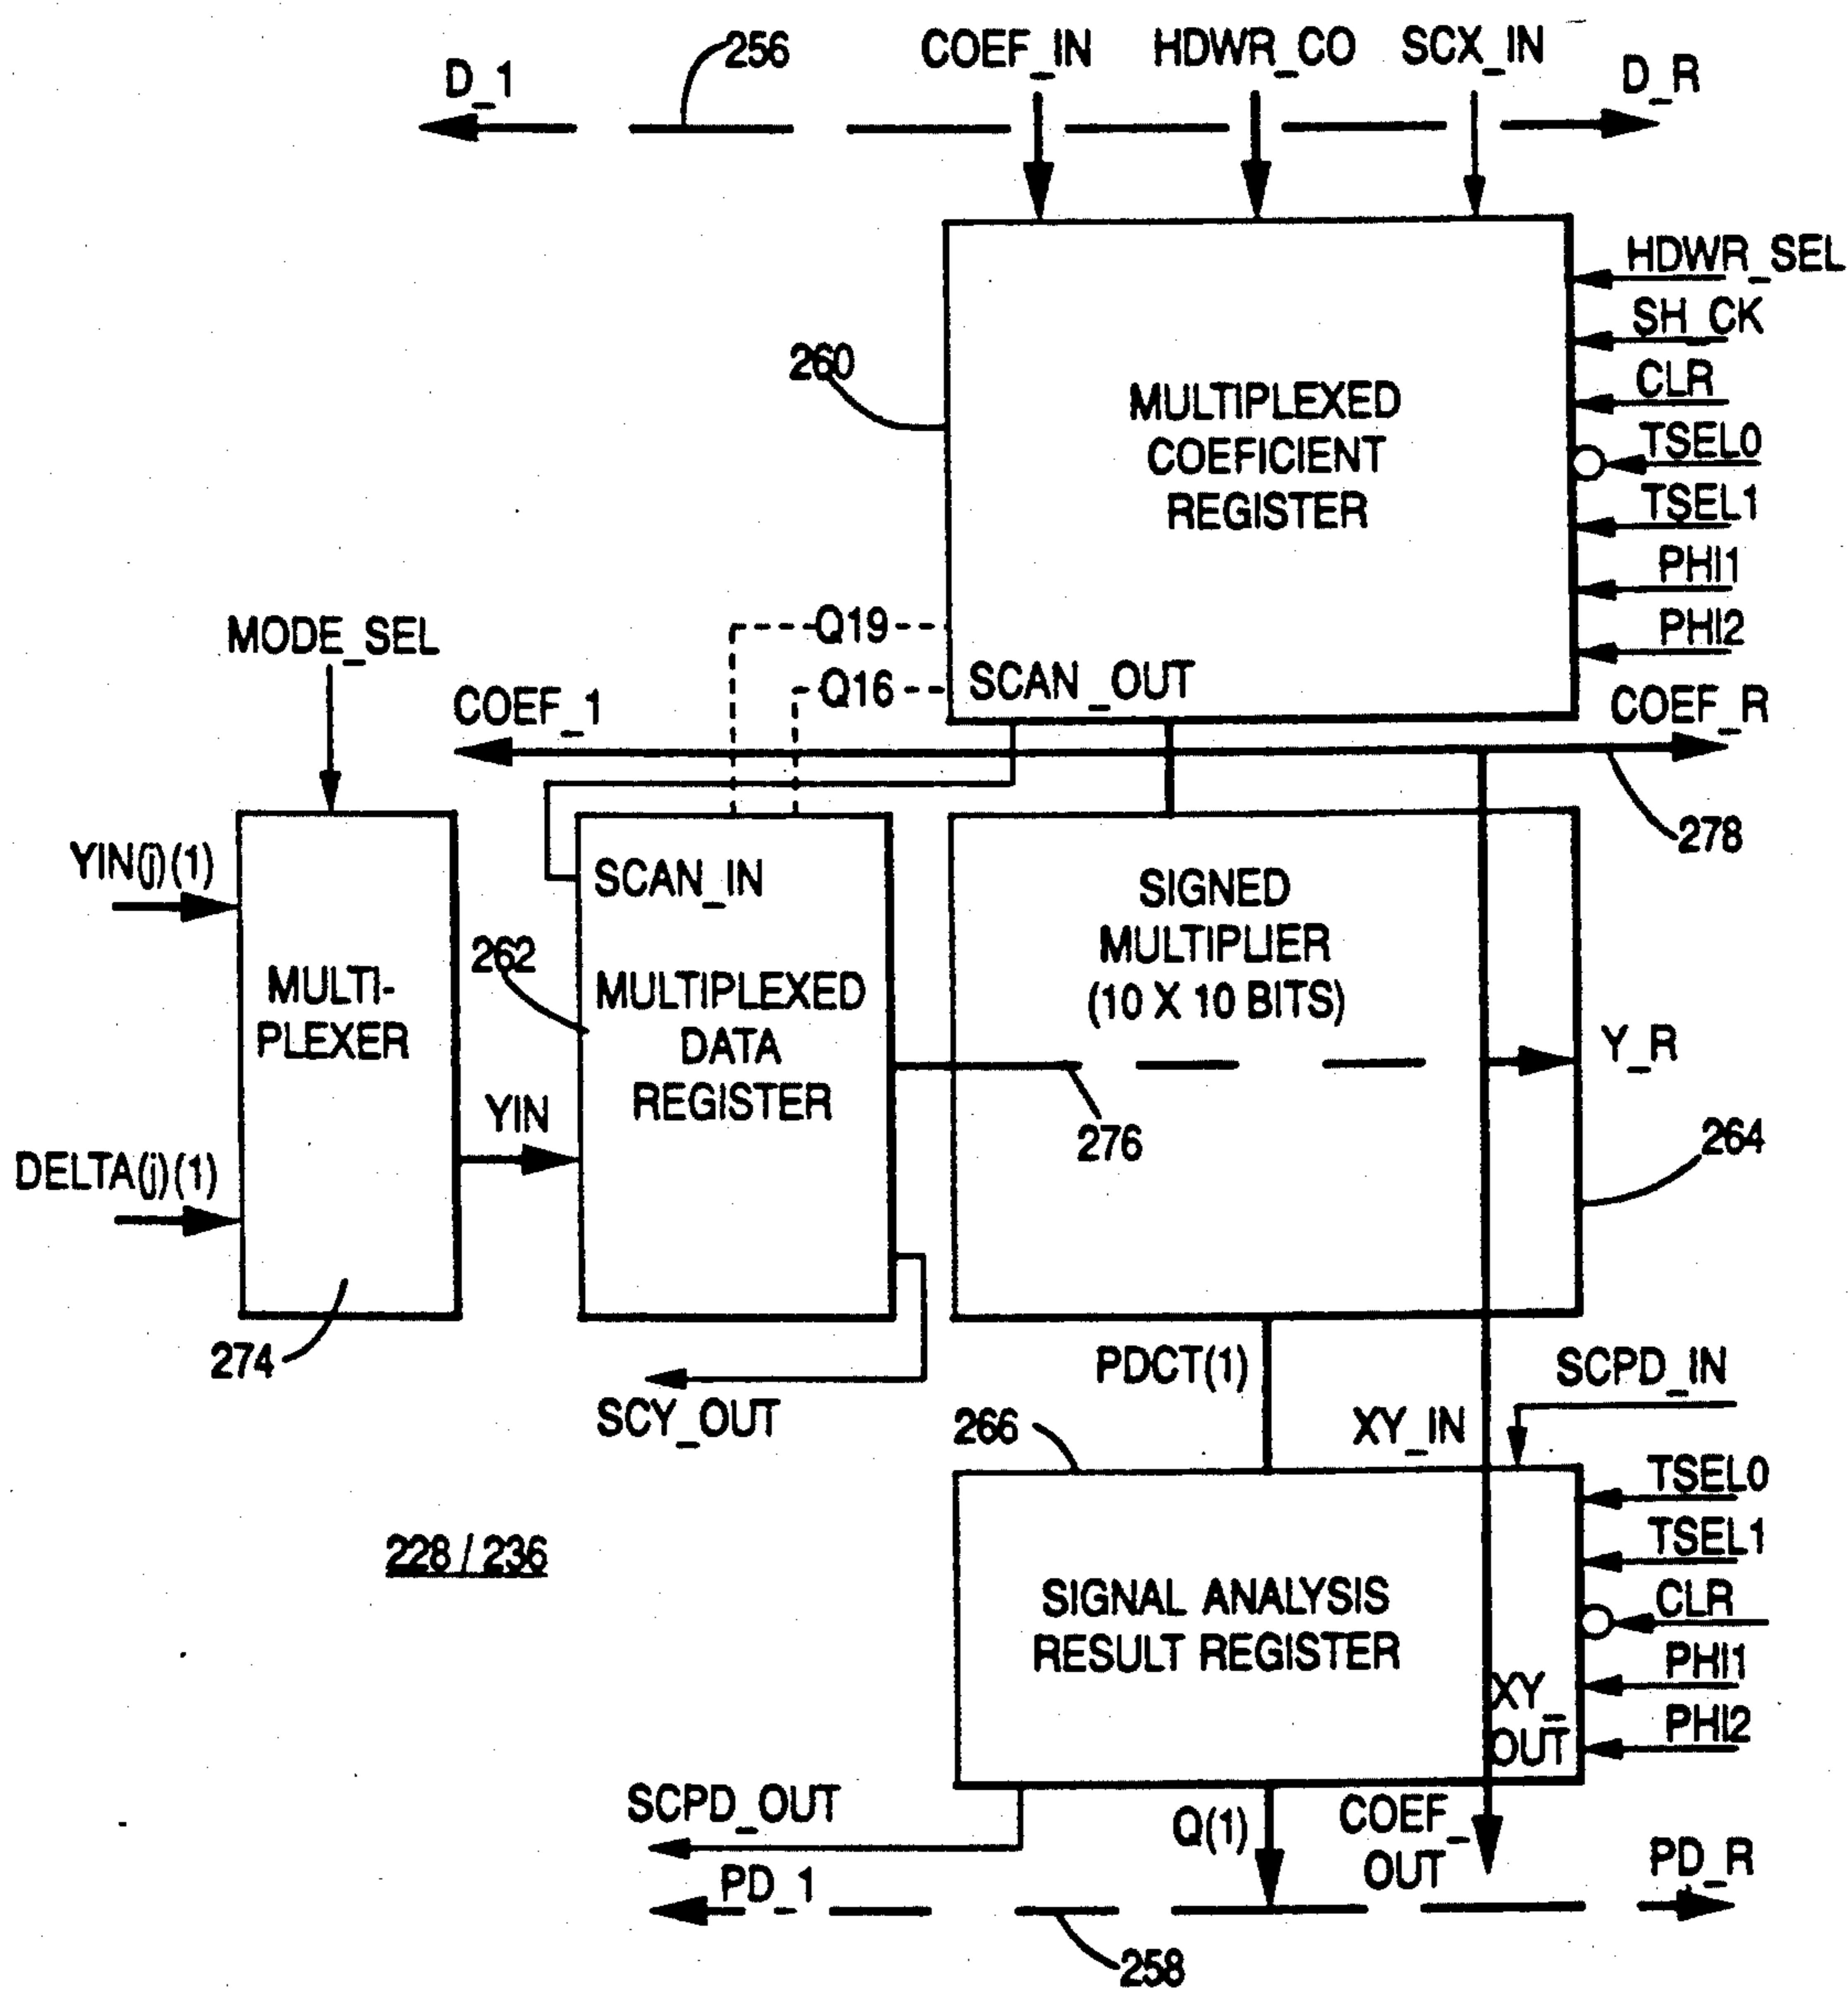 256
COEF_IN
HDWR_CO
SCX_IN
D_1
D_R
HDWR_SEL
SH_CK
260
CLR
MULTIPLEXED
COEFICIENT
REGISTER
TSEL0
TSEL1
PHI1
Q19
PHI2
MODE_SEL
Q16
SCAN_OUT
COEF_1
COEF_R
278
YIN(j)(1)
SCAN_IN
SIGNED
MULTIPLIER
(10 X 10 BITS)
262
MULTI-
PLEXER
MULTIPLEXED
DATA
REGISTER
Y_R
YIN
276
264
DELTA(j)(1)
274
PDCT(1)
SCPD_IN
SCY_OUT
266
XY_IN
TSEL0
TSEL1
228 / 236
CLR
SIGNAL ANALYSIS
RESULT REGISTER
PHI1
XY_
OUT
PHI2
SCPD_OUT
Q(1)
COEF_
OUT
PD_1
PD_R
258